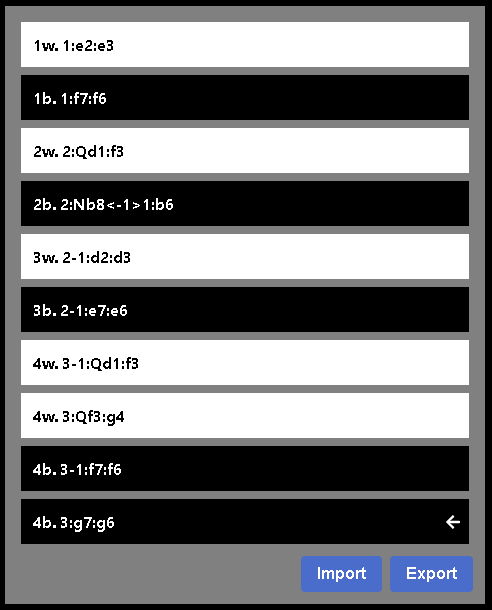 1w. 1:e2:e3
1b. 1:f7:f6
2w. 2:Qd1:f3
2b. 2:Nb8<-1>1:b6
3w. 2-1:d2:d3
3b. 2-1:e7:e6
4w. 3-1:Qd1:f3
4w. 3:Qf3:g4
4b. 3-1:f7:f6
4b. 3:g7:g6
Import Export